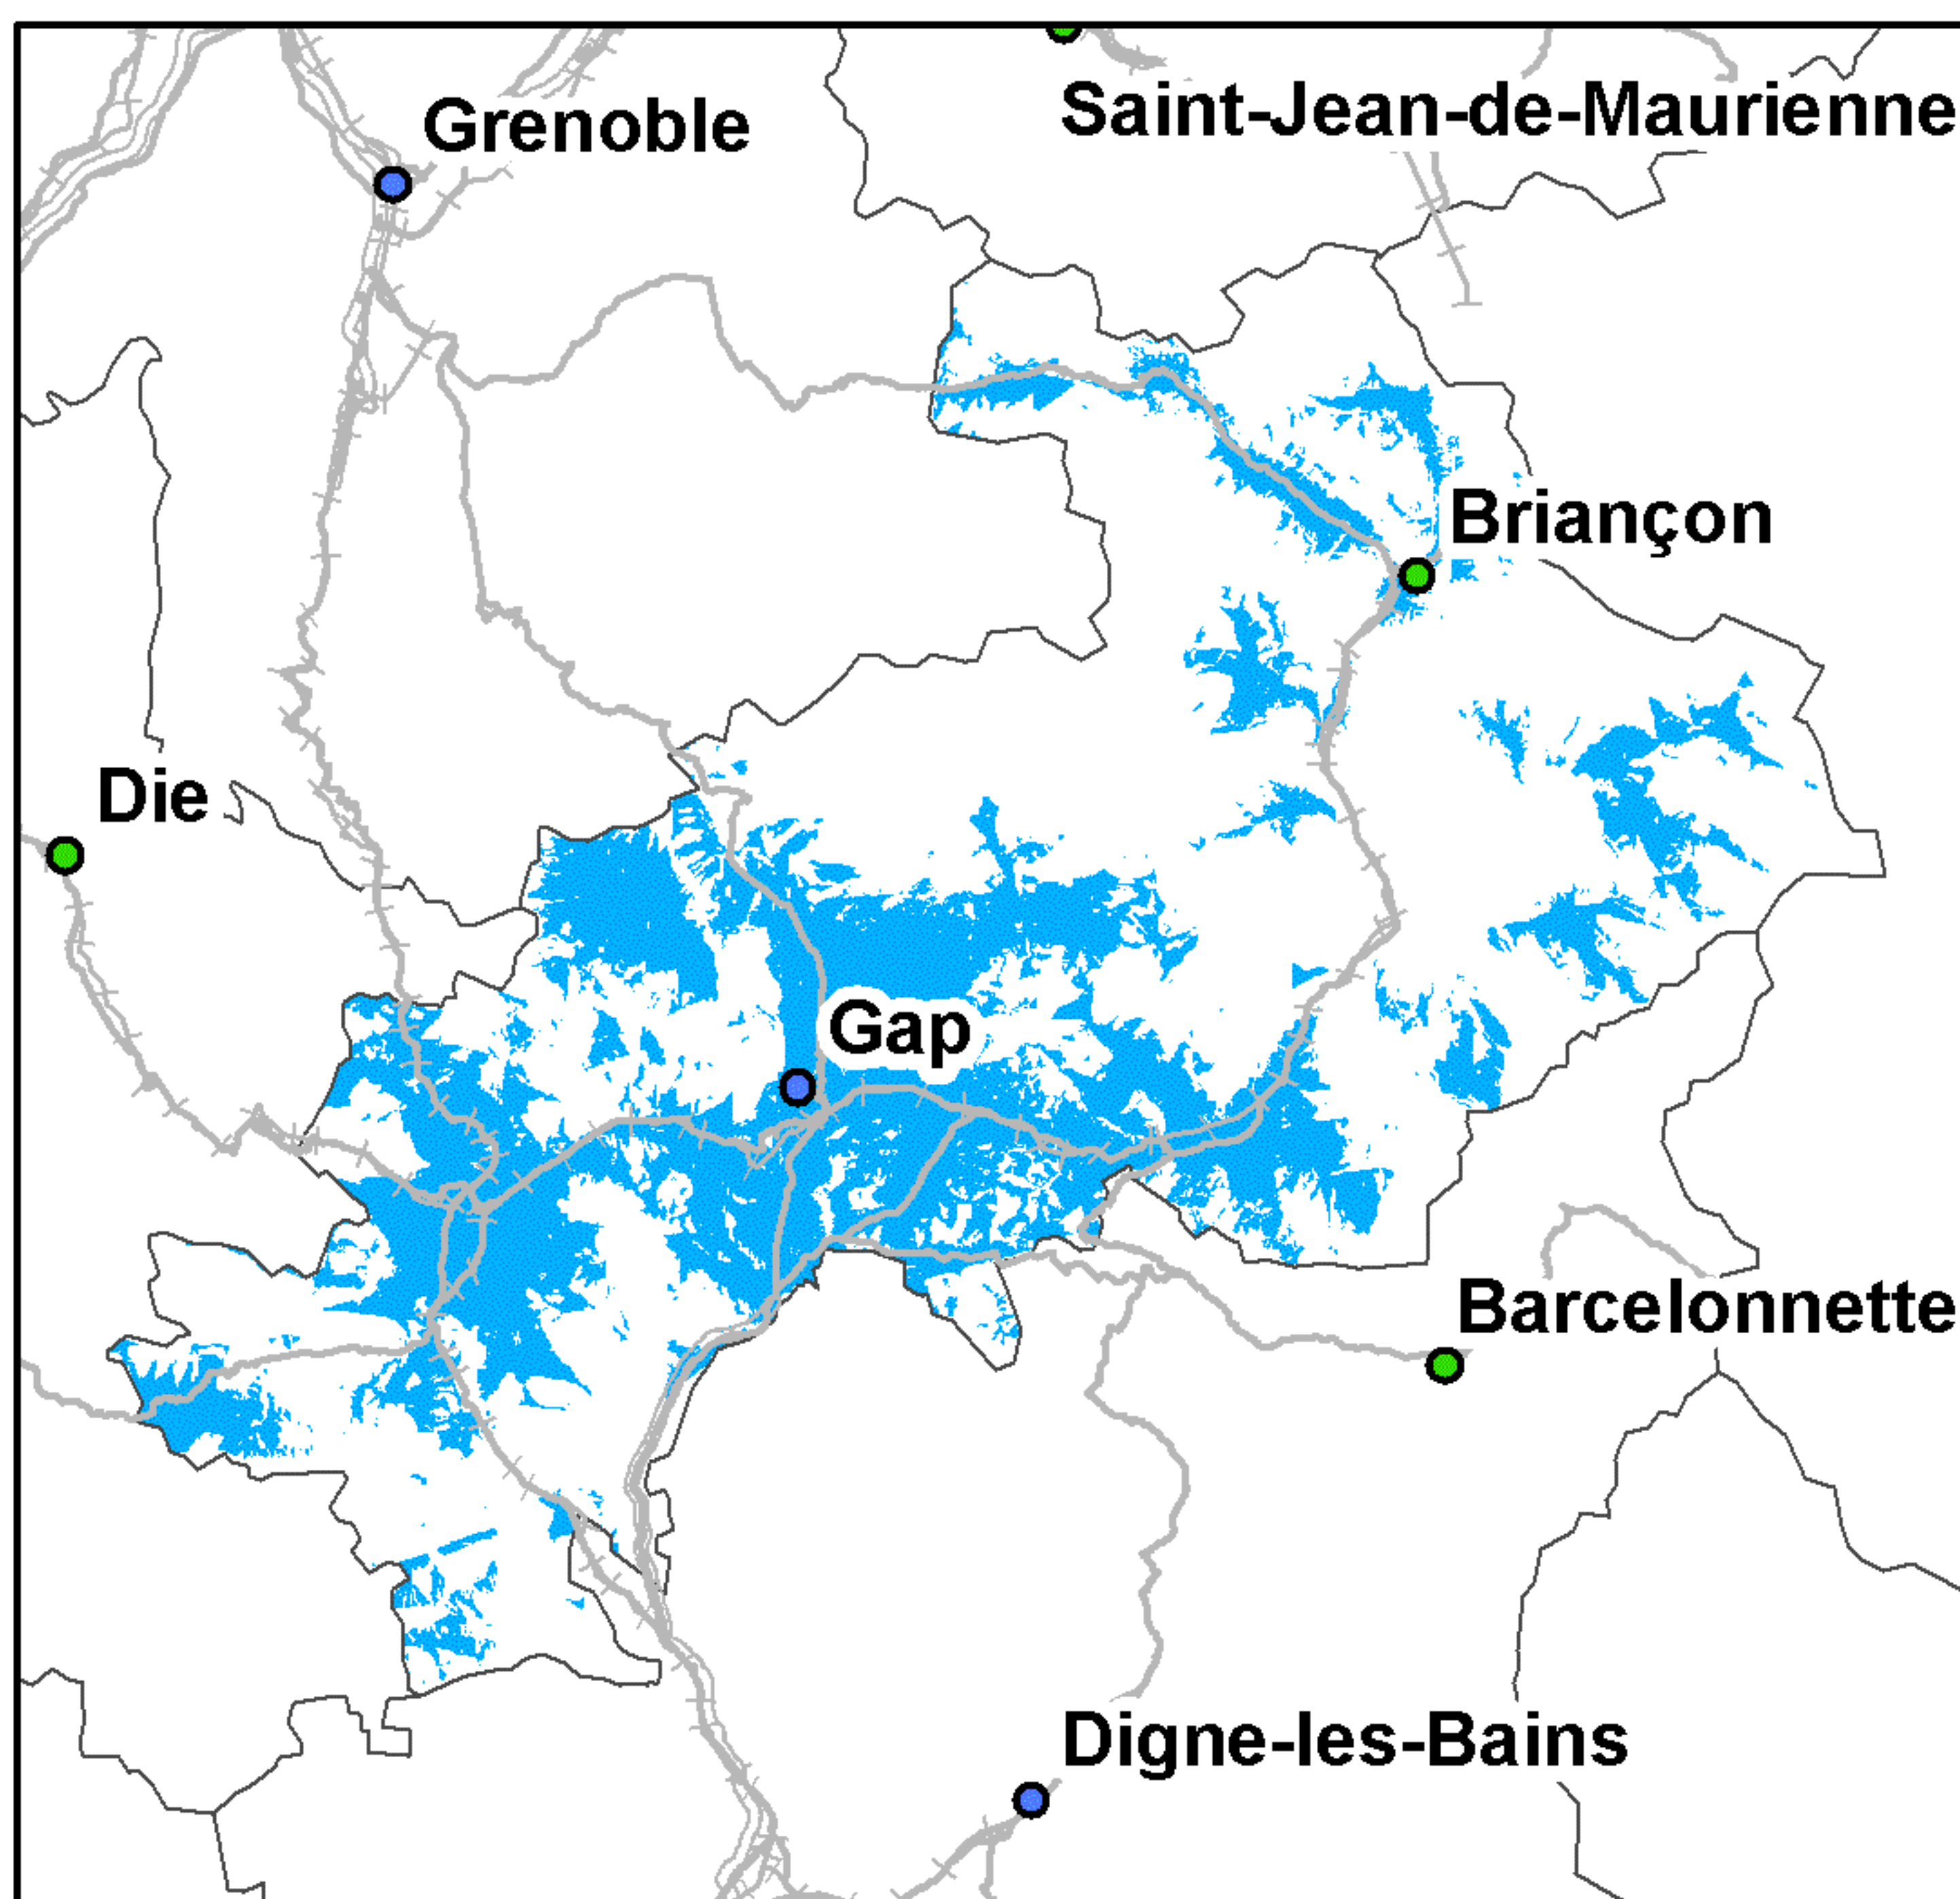 Saint-Jean-de-Maurienne
Grenoble
Briançon
Die
Gap
Barcelonnette
Digne-les-Bains